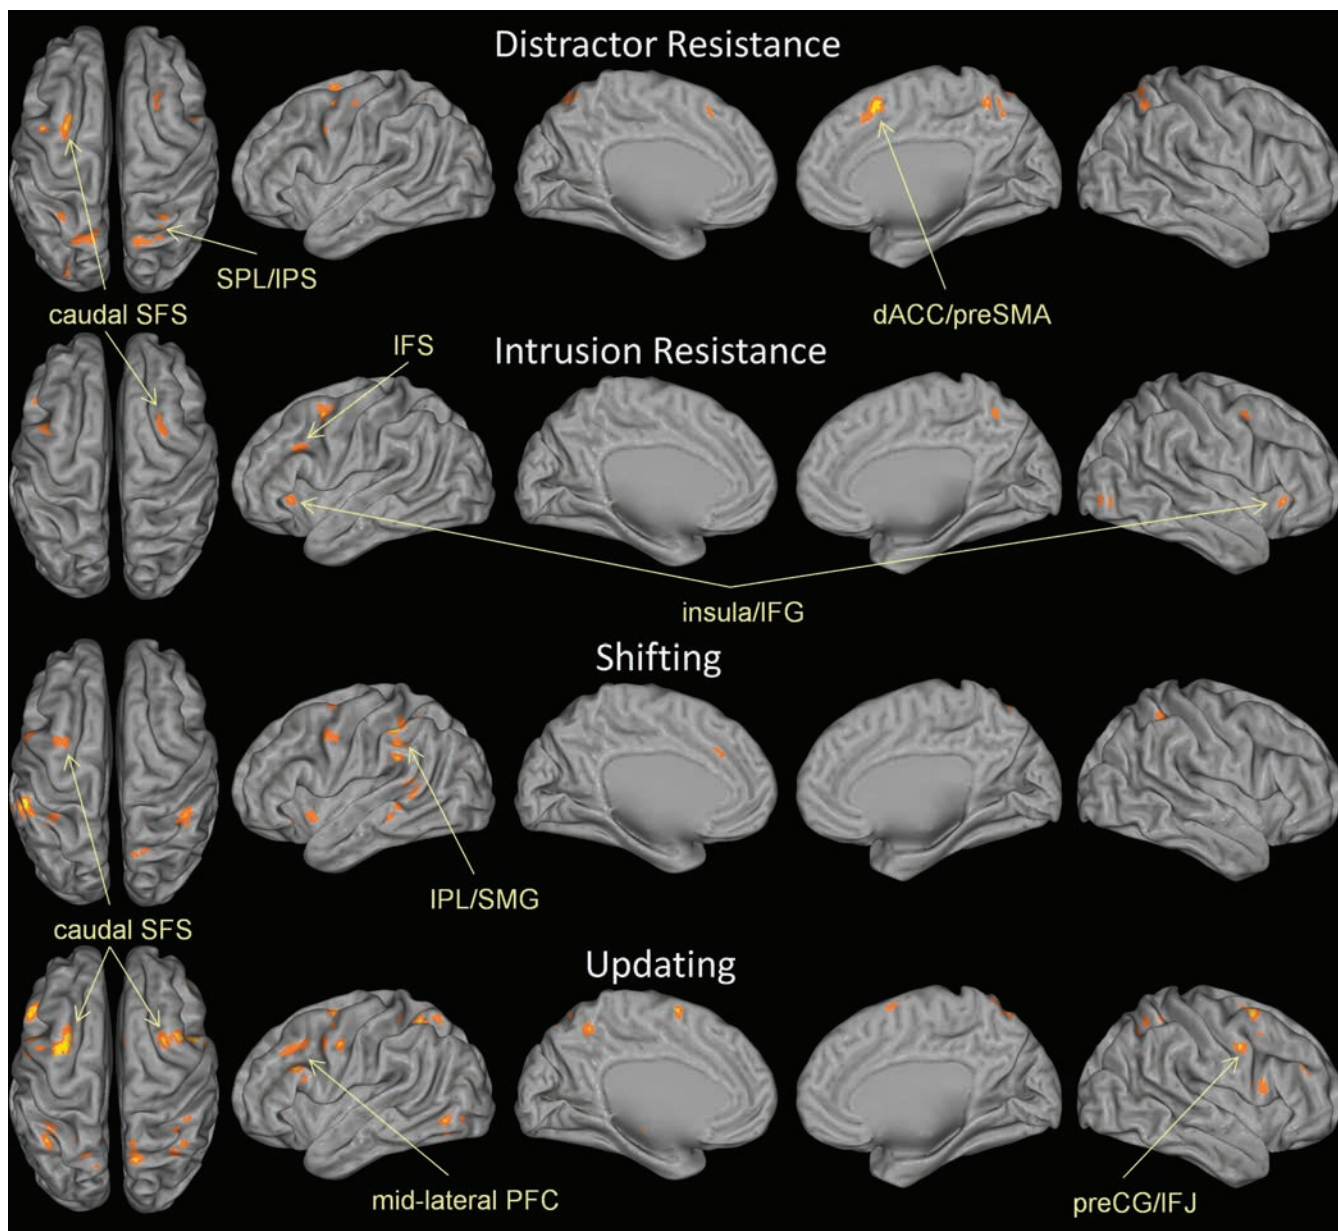 Distractor Resistance
SPL/IPS
caudal SFS
dACC/preSMA
IFS
Intrusion Resistance
insula/IFG
Shifting
IPL/SMG
caudal SFS
Updating
mid-lateral PFC
preCG/IFJ